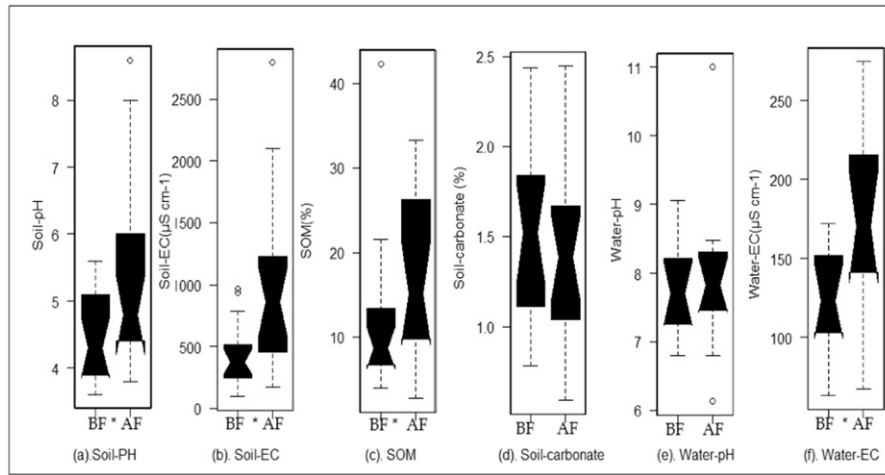 Soil-pH
8
7
6
5
4
BF * AF
(a).Soil-PH
Soil-EC(µS cm-1)
2500
2000
1500
1000
500
0
BF * AF
(b). Soil-EC
SOM(%)
40
30
20
10
BF * AF
(c). SOM
Soil-carbonate (%)
2.5
2.0
1.5
1.0
BF AF
(d). Soil-carbonate
Water-pH
11
10
9
8
7
6
BF AF
(e). Water-pH
Water-EC(µS cm-1)
250
200
150
100
BF * AF
(f). Water-EC